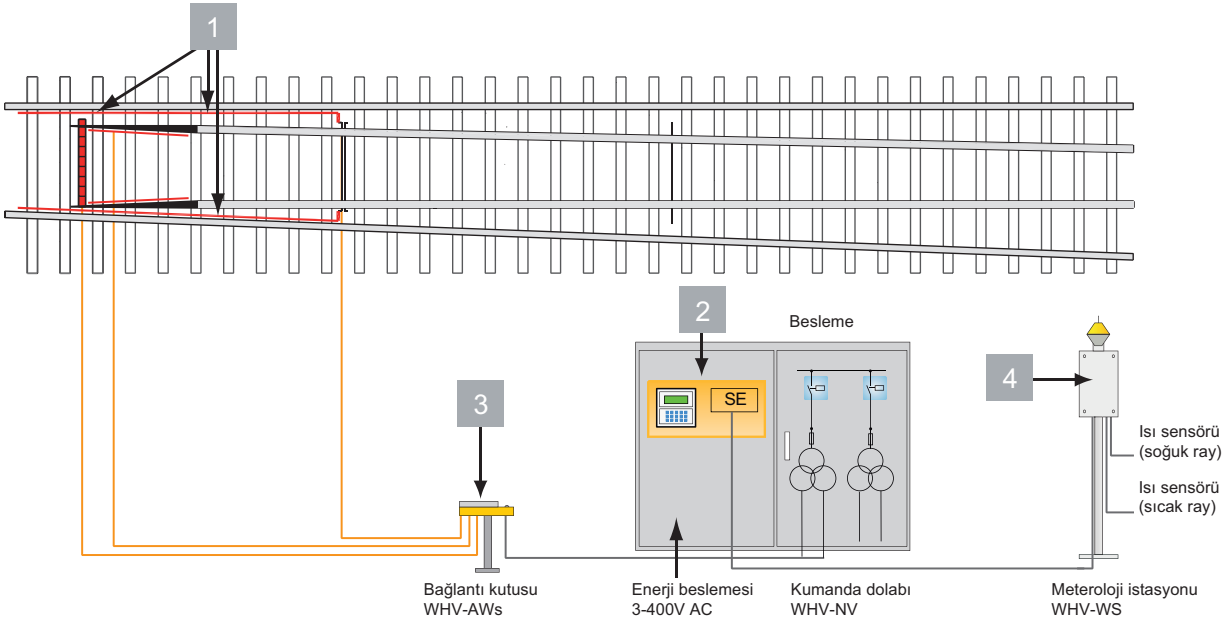 1
2
Besleme
SE
3
4
Isı sensörü
(soğuk ray)
Isı sensörü
(sıcak ray)
Bağlantı kutusu
WHV-AWs
Enerji beslemesi
3-400V AC
Kumanda dolabı
WHV-NV
Meteroloji istasyonu
WHV-WS